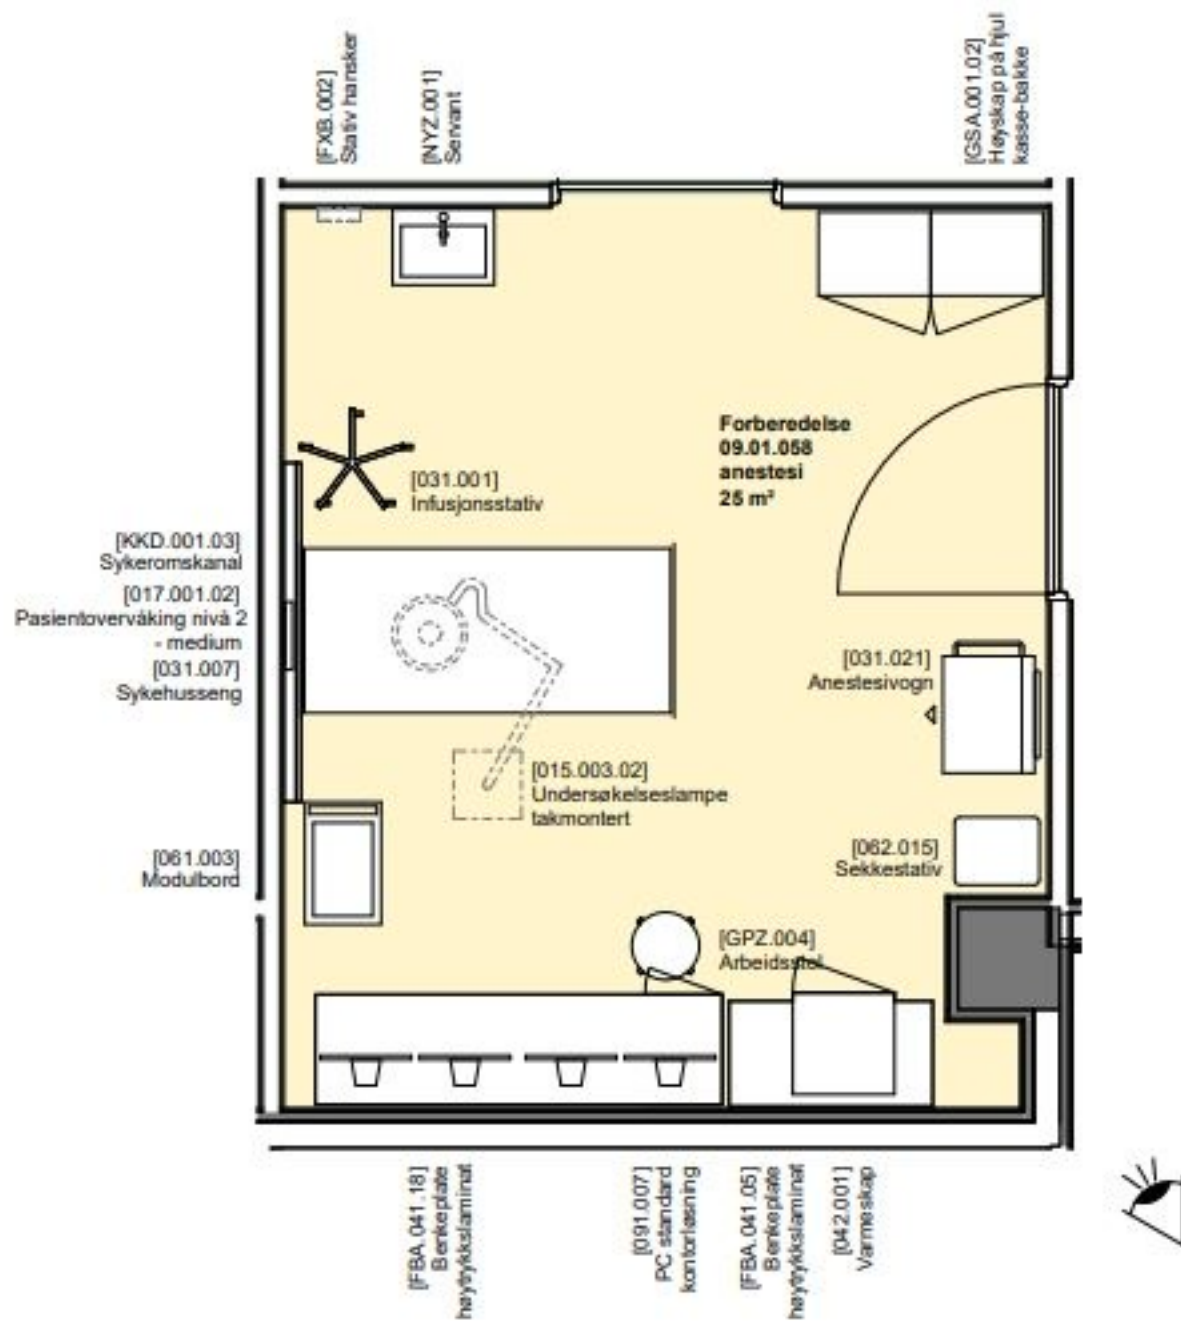 [FXB.002]
Stativ hansker
[NYZ.001]
Servant
[GSA.001.02]
Høyskap på hjul
kasse-bakke
Forberedelse
09.01.058
anestesi
25 m²
[031.001]
Infusjonsstativ
[KKD.001.03]
Sykeromskanal
[017.001.02]
Pasientovervåking nivå 2
- medium
[031.007]
Sykehusseng
[031.021]
Anestesivogn
[015.003.02]
Undersøkelseslampe
takmontert
[061.003]
Modulbord
[062.015]
Sekkestativ
[GPZ.004]
Arbeidsstol
[FBA.041.18]
Benkeplate
høytrykkslaminat
[091.007]
PC standard
kontorløsning
[FBA.041.05]
Benkeplate
høytrykkslaminat
[042.001]
Varmeskap